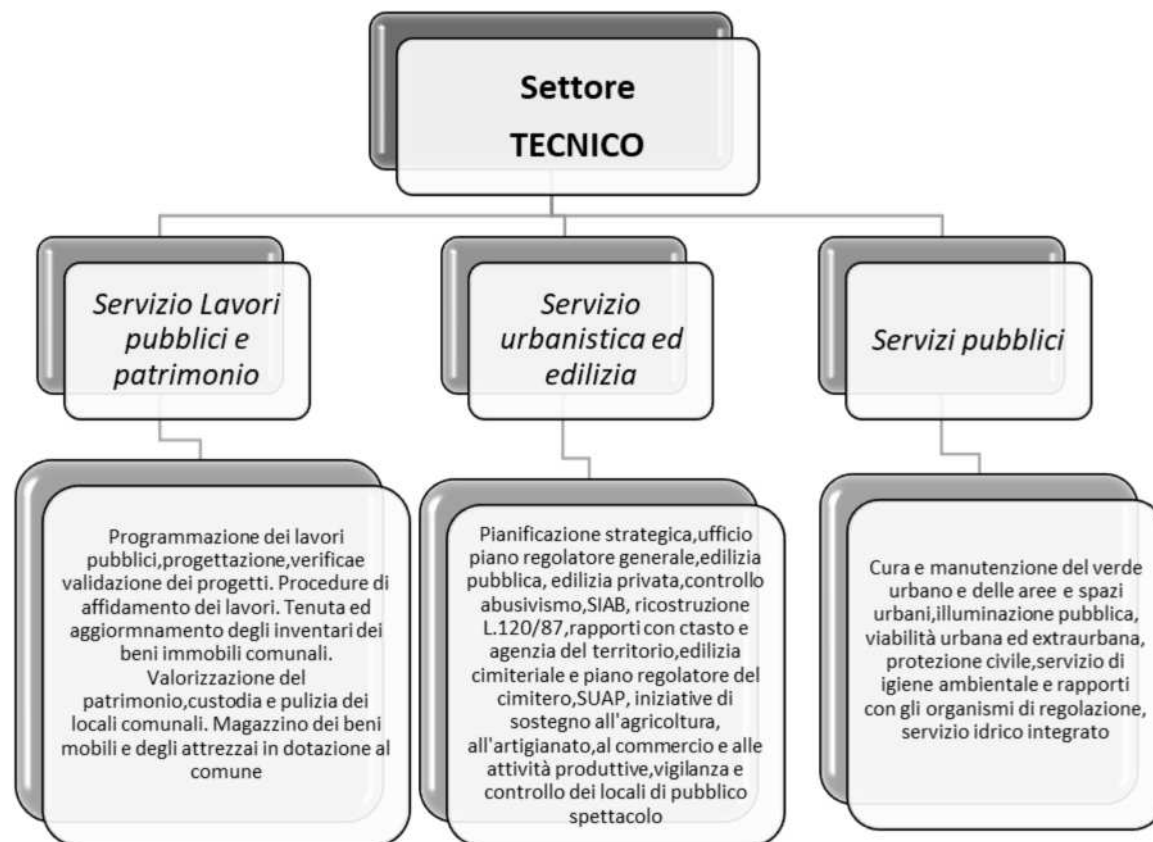 Settore
TECNICO
Servizio Lavori
pubblici e
patrimonio
Servizio
urbanistica ed
edilizia
Servizi pubblici
Programmazione dei lavori
pubblici,progettazione,verificae
validazione dei progetti. Procedure di
affidamento dei lavori. Tenuta ed
aggiormnamento degli inventari dei
beni immobili comunali.
Valorizzazione del
patrimonio,custodia e pulizia dei
locali comunali. Magazzino dei beni
mobili e degli attrezzai in dotazione al
comune
Pianificazione strategica,ufficio
piano regolatore generale,edilizia
pubblica, edilizia privata,controllo
abusivismo,SIAB, ricostruzione
L.120/87,rapporti con ctasto e
agenzia del territorio,edilizia
cimiteriale e piano regolatore del
cimitero,SUAP, iniziative di
sostegno all'agricoltura,
all'artigianato,al commercio e alle
attività produttive,vigilanza e
controllo dei locali di pubblico
spettacolo
Cura e manutenzione del verde
urbano e delle aree e spazi
urbani,illuminazione pubblica,
viabilità urbana ed extraurbana,
protezione civile,servizio di
igiene ambientale e rapporti
con gli organismi di regolazione,
servizio idrico integrato